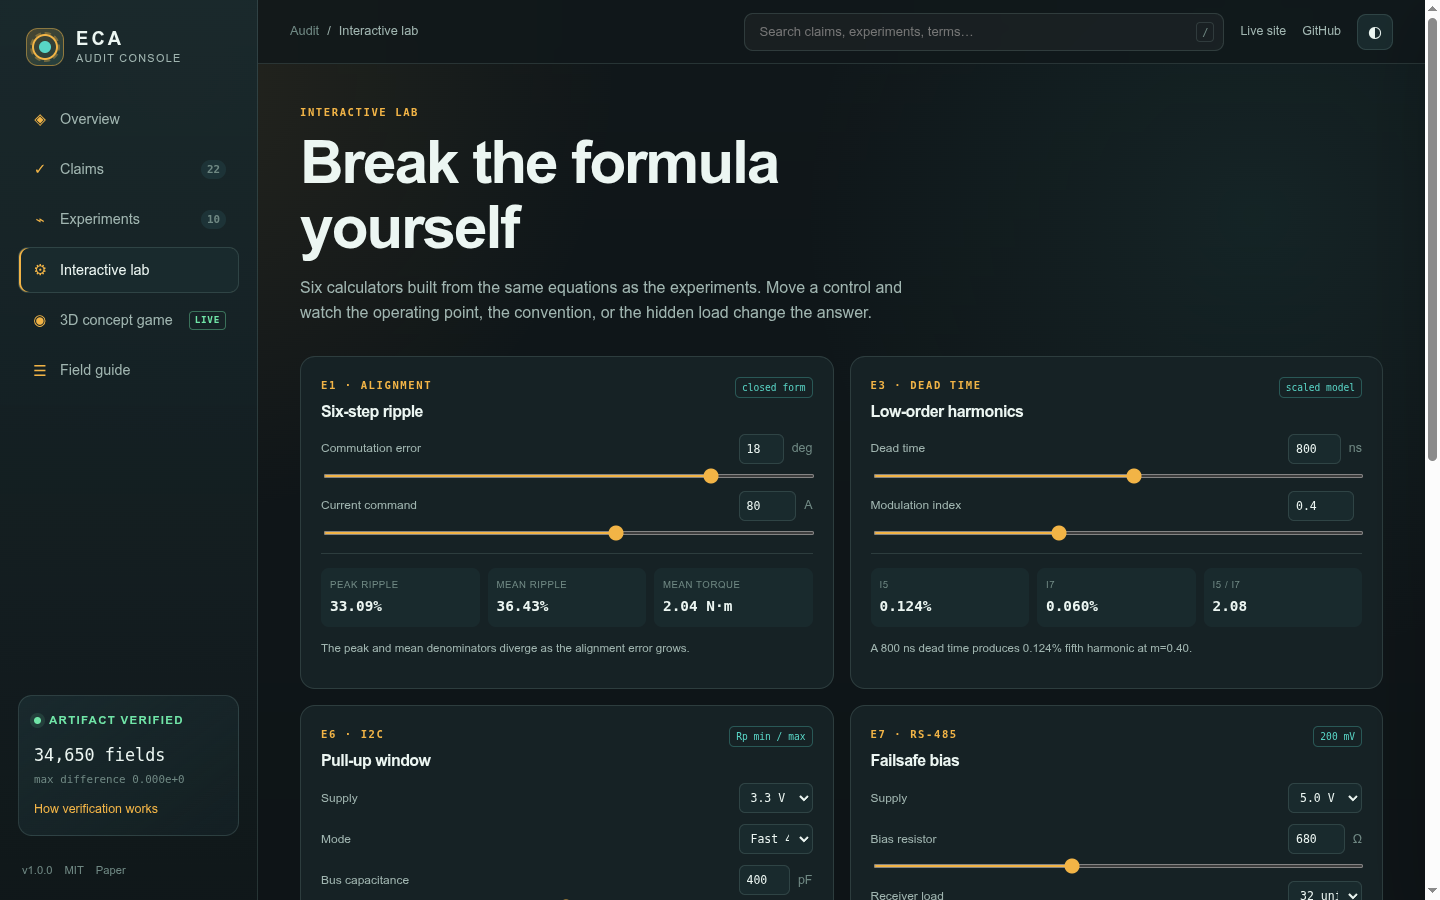 ECA
AUDIT CONSOLE
Overview
Claims 22
Experiments 10
Interactive lab
3D concept game LIVE
Field guide
ARTIFACT VERIFIED
34,650 fields
max difference 0.000e+0
How verification works
v1.0.0 MIT Paper
Audit / Interactive lab
Search claims, experiments, terms... /
Live site GitHub
INTERACTIVE LAB
Break the formula
yourself
Six calculators built from the same equations as the experiments. Move a control and
watch the operating point, the convention, or the hidden load change the answer.
E1 · ALIGNMENT closed form
Six-step ripple
Commutation error 18 deg
Current command 80 A
PEAK RIPPLE MEAN RIPPLE MEAN TORQUE
33.09% 36.43% 2.04 N·m
The peak and mean denominators diverge as the alignment error grows.
E3 · DEAD TIME scaled model
Low-order harmonics
Dead time 800 ns
Modulation index 0.4
I5 I7 I5 / I7
0.124% 0.060% 2.08
A 800 ns dead time produces 0.124% fifth harmonic at m=0.40.
E6 · I2C Rp min / max
Pull-up window
Supply 3.3 V
Mode Fast
Bus capacitance 400 pF
E7 · RS-485 200 mV
Failsafe bias
Supply 5.0 V
Bias resistor 680 Ω
Receiver load 32